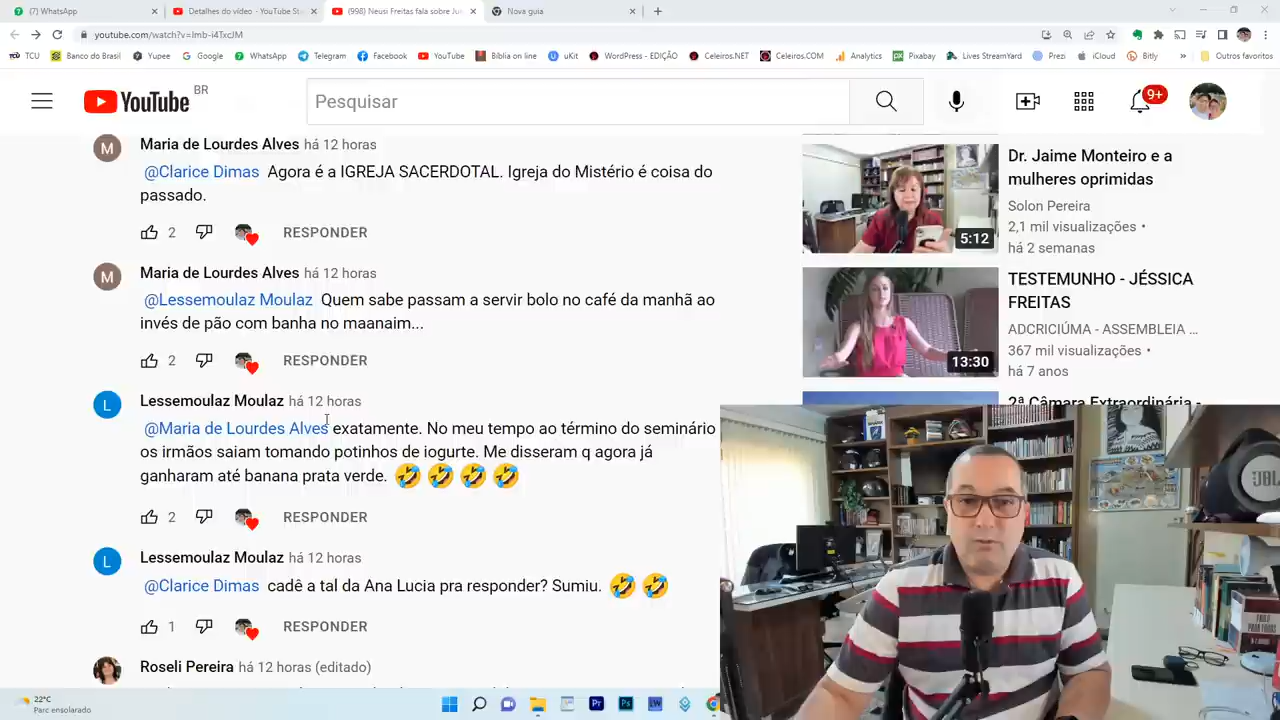 (7) WhatsApp
Detalhes do vídeo - YouTube St
(998) Neusi Freitas fala sobre Ju
Nova guia
youtube.com/watch?v=Imb-i4TxcJM
TCU
Banco do Brasil
Yupee
Google
WhatsApp
Telegram
Facebook
YouTube
Bíblia on line
uKit
WordPress - EDIÇÃO
Celeiros.NET
Celeiros.COM
Analytics
Pixabay
Lives StreamYard
Prezi
iCloud
Bitly
»
Outros favoritos
YouTube BR
Pesquisar
9+
M
Maria de Lourdes Alves há 12 horas
@Clarice Dimas Agora é a IGREJA SACERDOTAL. Igreja do Mistério é coisa do
passado.
2 RESPONDER
M
Maria de Lourdes Alves há 12 horas
@Lessemoulaz Moulaz Quem sabe passam a servir bolo no café da manhã ao
invés de pão com banha no maanaim...
2 RESPONDER
L
Lessemoulaz Moulaz há 12 horas
@Maria de Lourdes Alves exatamente. No meu tempo ao término do seminário
os irmãos saiam tomando potinhos de iogurte. Me disseram q agora já
ganharam até banana prata verde. 🤣 🤣 🤣 🤣
2 RESPONDER
L
Lessemoulaz Moulaz há 12 horas
@Clarice Dimas cadê a tal da Ana Lucia pra responder? Sumiu. 🤣 🤣
1 RESPONDER
Roseli Pereira há 12 horas (editado)
5:12
Dr. Jaime Monteiro e a
mulheres oprimidas
Solon Pereira
2,1 mil visualizações •
há 2 semanas
13:30
TESTEMUNHO - JÉSSICA
FREITAS
ADCRICIÚMA - ASSEMBLEIA ...
367 mil visualizações •
há 7 anos
2ª Câmara Extraordinária -
JBL
22°C
Parc ensolarado